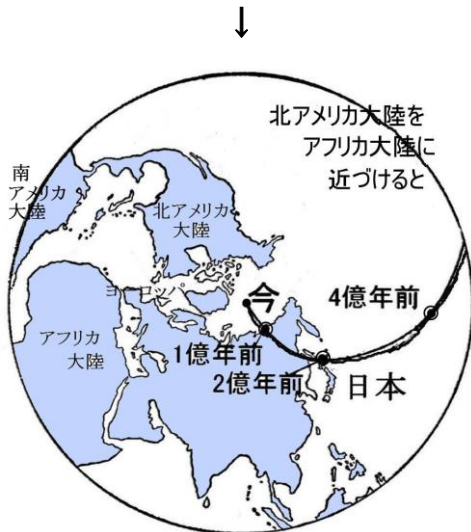 ↓
北アメリカ大陸を
アフリカ大陸に
近づけると
南
アメリカ
大陸
北アメリカ
大陸
ヨーロッパ
今
4億年前
アフリカ
大陸
1億年前
2億年前
日本